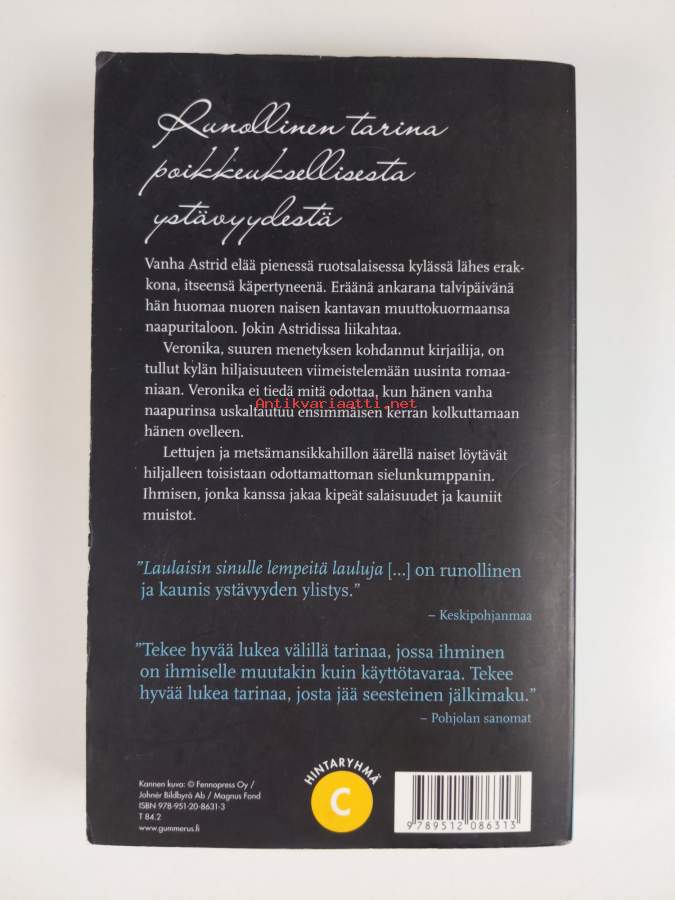 Runollinen tarina
poikkeuksellisesta
ystävyydestä
Vanha Astrid elää pienessä ruotsalaisessa kylässä lähes erak-
kona, itseensä käpertyneenä. Eräänä ankarana talvipäivänä
hän huomaa nuoren naisen kantavan muuttokuormaansa
naapuritaloon. Jokin Astridissa liikahtaa.
Veronika, suuren menetyksen kohdannut kirjailija, on
tullut kylän hiljaisuuteen viimeistelemään uusinta romaa-
niaan. Veronika ei tiedä mitä odottaa, kun hänen vanha
Antikvariaatti.net
naapurinsa uskaltautuu ensimmäisen kerran kolkuttamaan
hänen ovelleen.
Lettujen ja metsämansikkahillon äärellä naiset löytävät
hiljalleen toisistaan odottamattoman sielunkumppanin.
Ihmisen, jonka kanssa jakaa kipeät salaisuudet ja kauniit
muistot.
”Laulaisin sinulle lempeitä lauluja [...] on runollinen
ja kaunis ystävyyden ylistys.”
– Keskipohjanmaa
”Tekee hyvää lukea välillä tarinaa, jossa ihminen
on ihmiselle muutakin kuin käyttötavaraa. Tekee
hyvää lukea tarinaa, josta jää seesteinen jälkimaku.”
– Pohjolan sanomat
Kannen kuva: © Fennopress Oy /
Johnér Bildbyrå Ab / Magnus Fond
ISBN 978-951-20-8631-3
T 84.2
www.gummerus.fi
HINTARYHMÄ
C
9789512086313